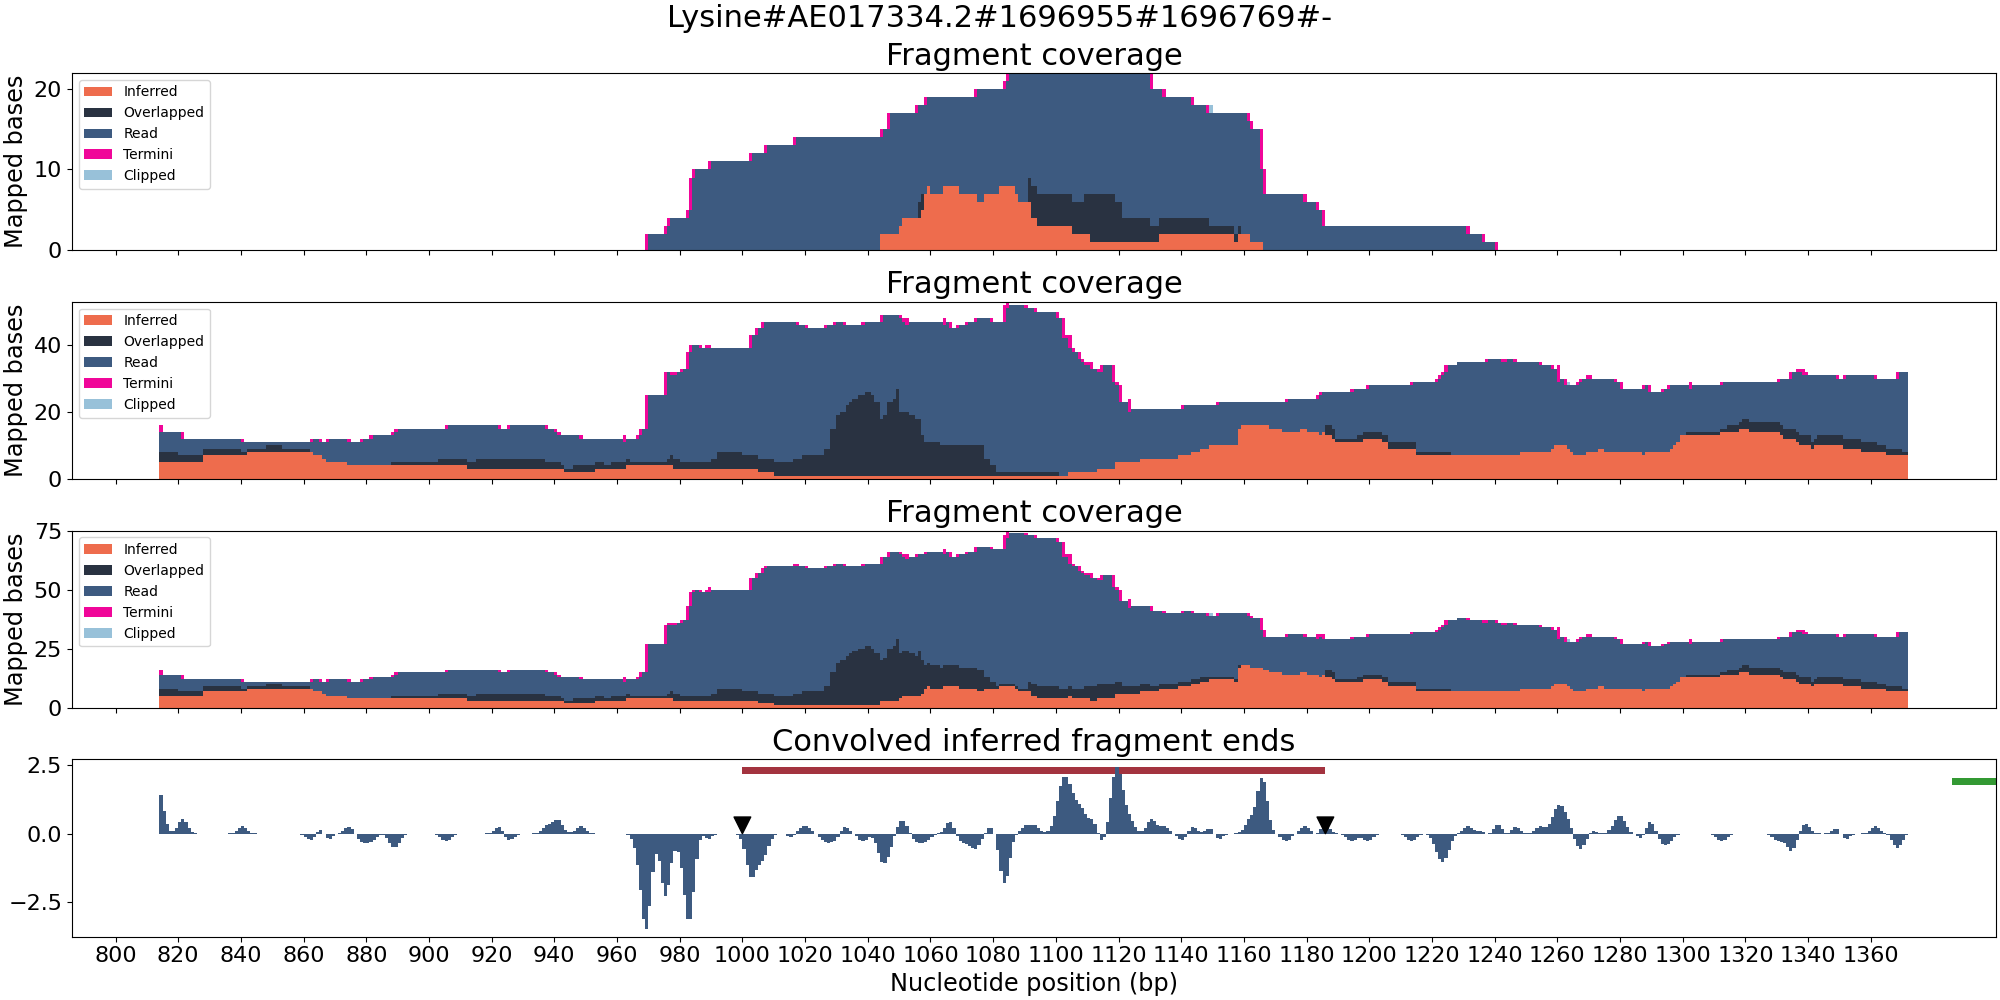 Lysine#AE017334.2#1696955#1696769#-
Fragment coverage
Mapped bases
20
10
0
Inferred
Overlapped
Read
Termini
Clipped
Fragment coverage
Mapped bases
40
20
0
Inferred
Overlapped
Read
Termini
Clipped
Fragment coverage
Mapped bases
75
50
25
0
Inferred
Overlapped
Read
Termini
Clipped
Convolved inferred fragment ends
2.5
0.0
−2.5
800 820 840 860 880 900 920 940 960 980 1000 1020 1040 1060 1080 1100 1120 1140 1160 1180 1200 1220 1240 1260 1280 1300 1320 1340 1360
Nucleotide position (bp)